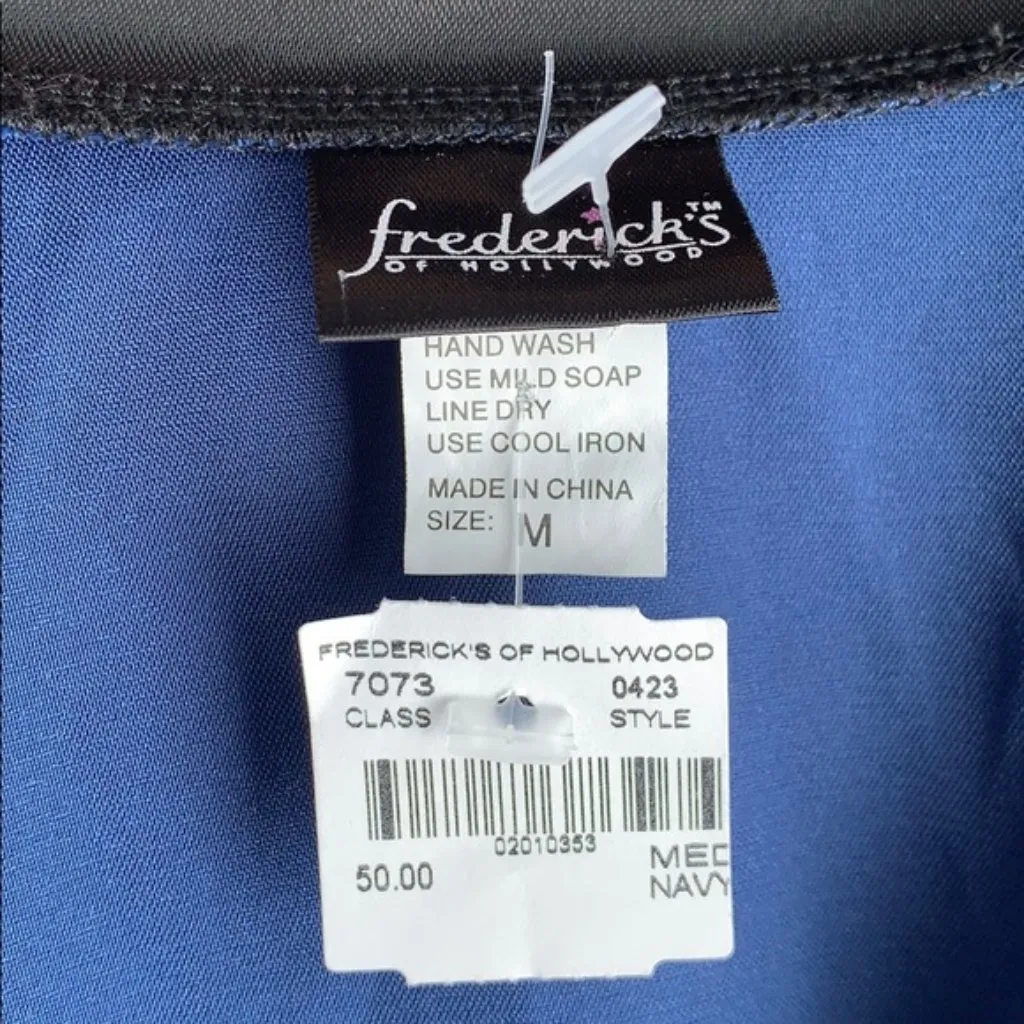 frederick's™
OF HOLLYWOOD
HAND WASH
USE MILD SOAP
LINE DRY
USE COOL IRON
MADE IN CHINA
SIZE: M
FREDERICK'S OF HOLLYWOOD
7073 0423
CLASS STYLE
02010353
50.00 MED
NAVY